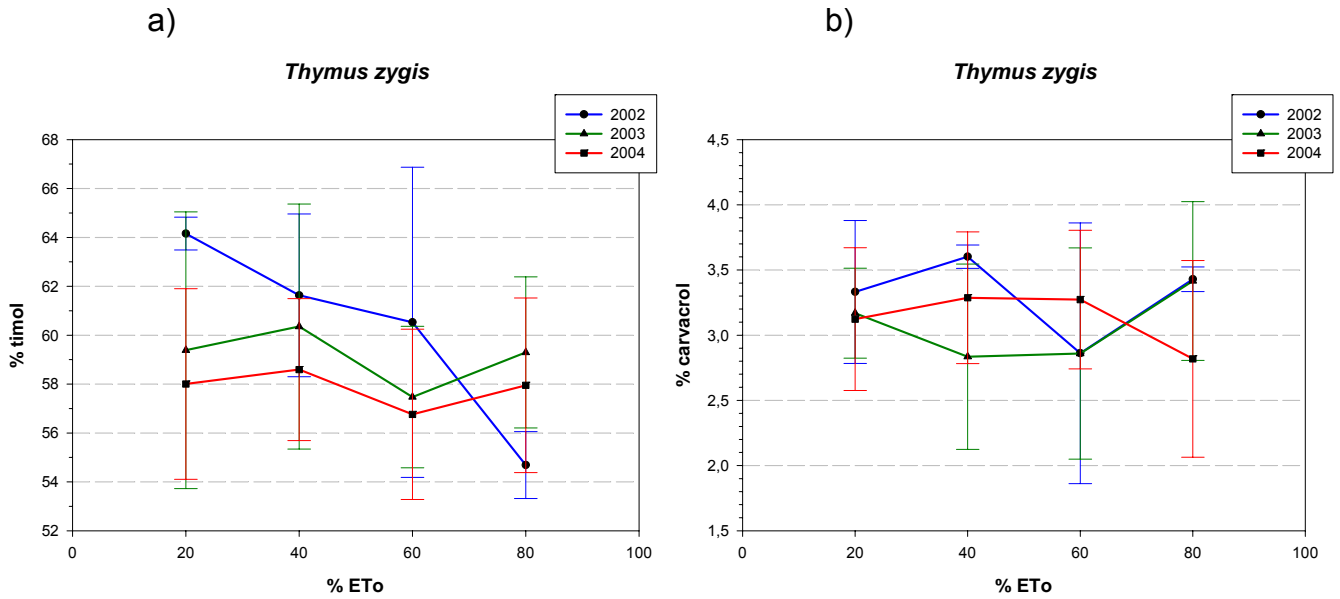 a)
Thymus zygis
2002
2003
2004
68
66
64
62
60
58
56
54
52
% timol
0 20 40 60 80 100
% ETo
b)
Thymus zygis
2002
2003
2004
4,5
4,0
3,5
3,0
2,5
2,0
1,5
% carvacrol
0 20 40 60 80 100
% ETo